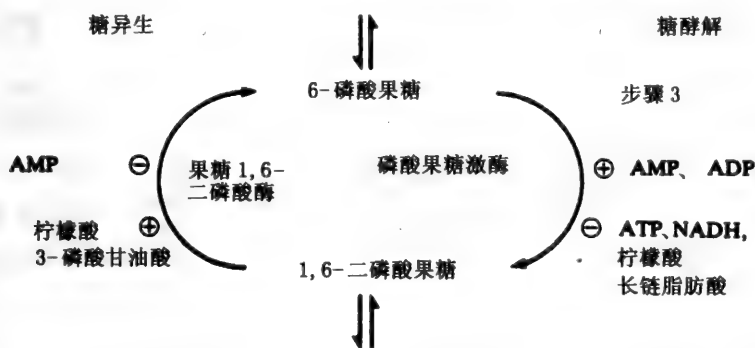 糖异生
糖酵解
6-磷酸果糖
步骤3
AMP ⊖
果糖1,6-
二磷酸酶
磷酸果糖激酶
⊕ AMP、ADP
柠檬酸 ⊕
3-磷酸甘油酸
⊖ ATP、NADH,
柠檬酸
长链脂肪酸
1,6-二磷酸果糖